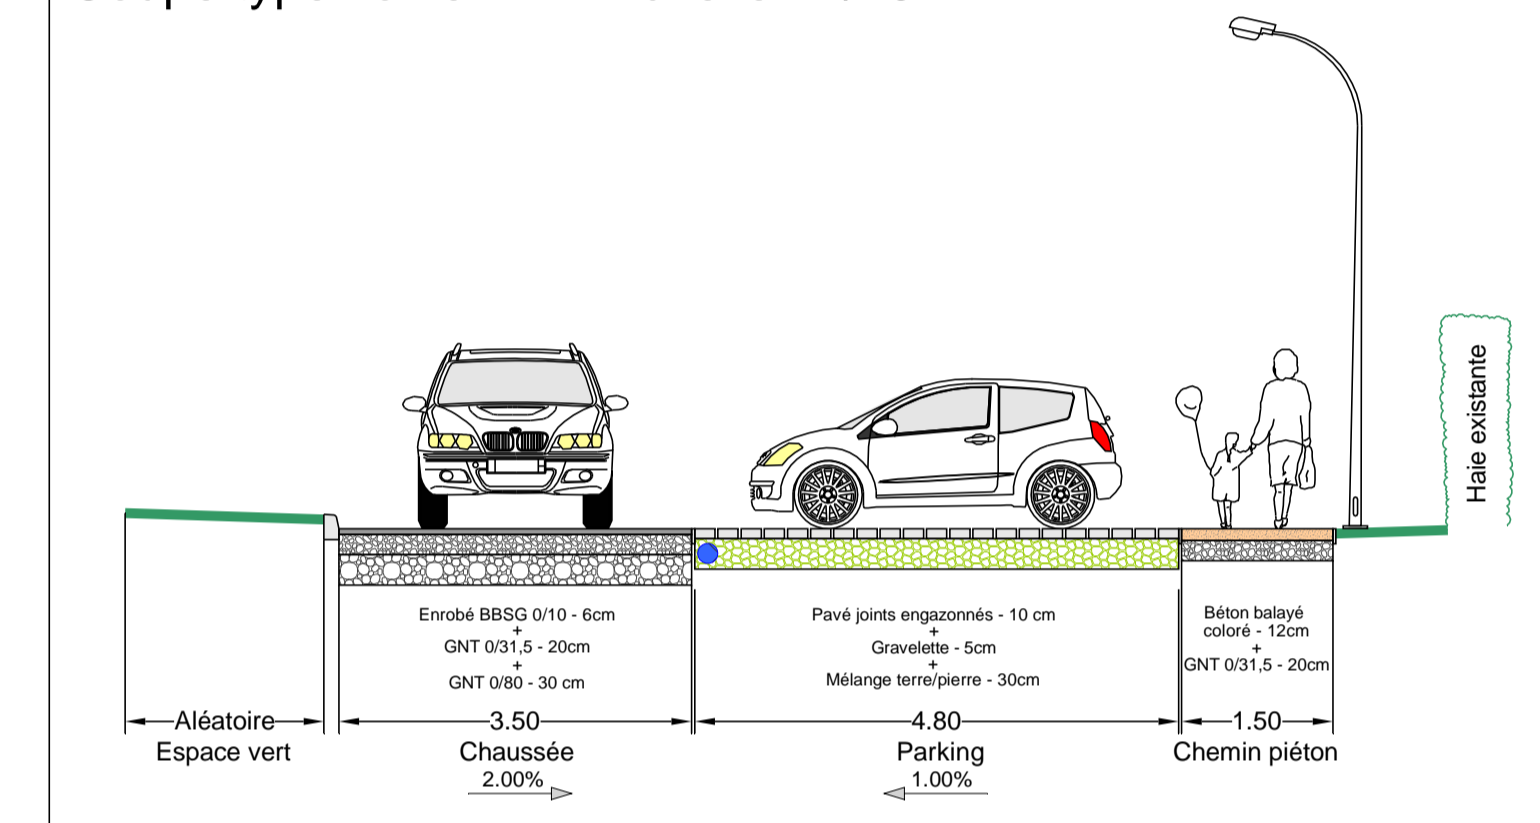 Haie existante
Enrobé BBSG 0/10 - 6cm
+
GNT 0/31,5 - 20cm
+
GNT 0/80 - 30 cm
Pavé joints engazonnés - 10 cm
+
Gravelette - 5cm
+
Mélange terre/pierre - 30cm
Béton balayé
coloré - 12cm
+
GNT 0/31,5 - 20cm
Aléatoire
Espace vert
3.50
Chaussée
2.00%
4.80
Parking
1.00%
1.50
Chemin piéton